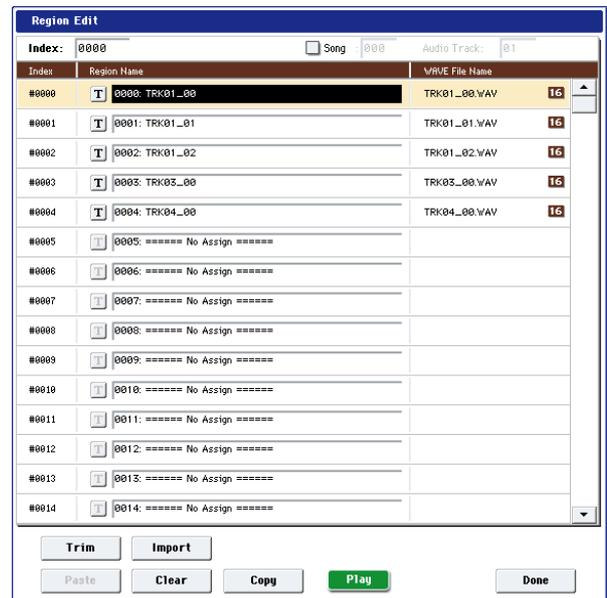 Region Edit
Index: 0000 Song : 000 Audio Track: 01
Index Region Name WAVE File Name
#0000 T 0000: TRK01_00 TRK01_00.WAV 16
#0001 T 0001: TRK01_01 TRK01_01.WAV 16
#0002 T 0002: TRK01_02 TRK01_02.WAV 16
#0003 T 0003: TRK03_00 TRK03_00.WAV 16
#0004 T 0004: TRK04_00 TRK04_00.WAV 16
#0005 T 0005: ====== No Assign ======
#0006 T 0006: ====== No Assign ======
#0007 T 0007: ====== No Assign ======
#0008 T 0008: ====== No Assign ======
#0009 T 0009: ====== No Assign ======
#0010 T 0010: ====== No Assign ======
#0011 T 0011: ====== No Assign ======
#0012 T 0012: ====== No Assign ======
#0013 T 0013: ====== No Assign ======
#0014 T 0014: ====== No Assign ======
Trim Import
Paste Clear Copy Play Done